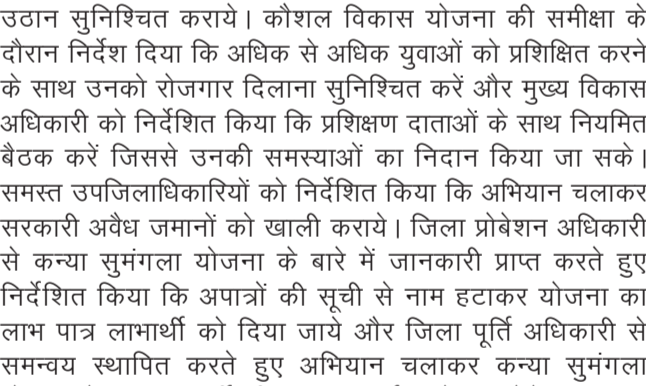 उठान सुनिश्चित कराये। कौशल विकास योजना की समीक्षा के
दौरान निर्देश दिया कि अधिक से अधिक युवाओं को प्रशिक्षित करने
के साथ उनको रोजगार दिलाना सुनिश्चित करें और मुख्य विकास
अधिकारी को निर्देशित किया कि प्रशिक्षण दाताओं के साथ नियमित
बैठक करें जिससे उनकी समस्याओं का निदान किया जा सके।
समस्त उपजिलाधिकारियों को निर्देशित किया कि अभियान चलाकर
सरकारी अवैध जमानों को खाली कराये। जिला प्रोबेशन अधिकारी
से कन्या सुमंगला योजना के बारे में जानकारी प्राप्त करते हुए
निर्देशित किया कि अपात्रों की सूची से नाम हटाकर योजना का
लाभ पात्र लाभार्थी को दिया जाये और जिला पूर्ति अधिकारी से
समन्वय स्थापित करते हुए अभियान चलाकर कन्या सुमंगला